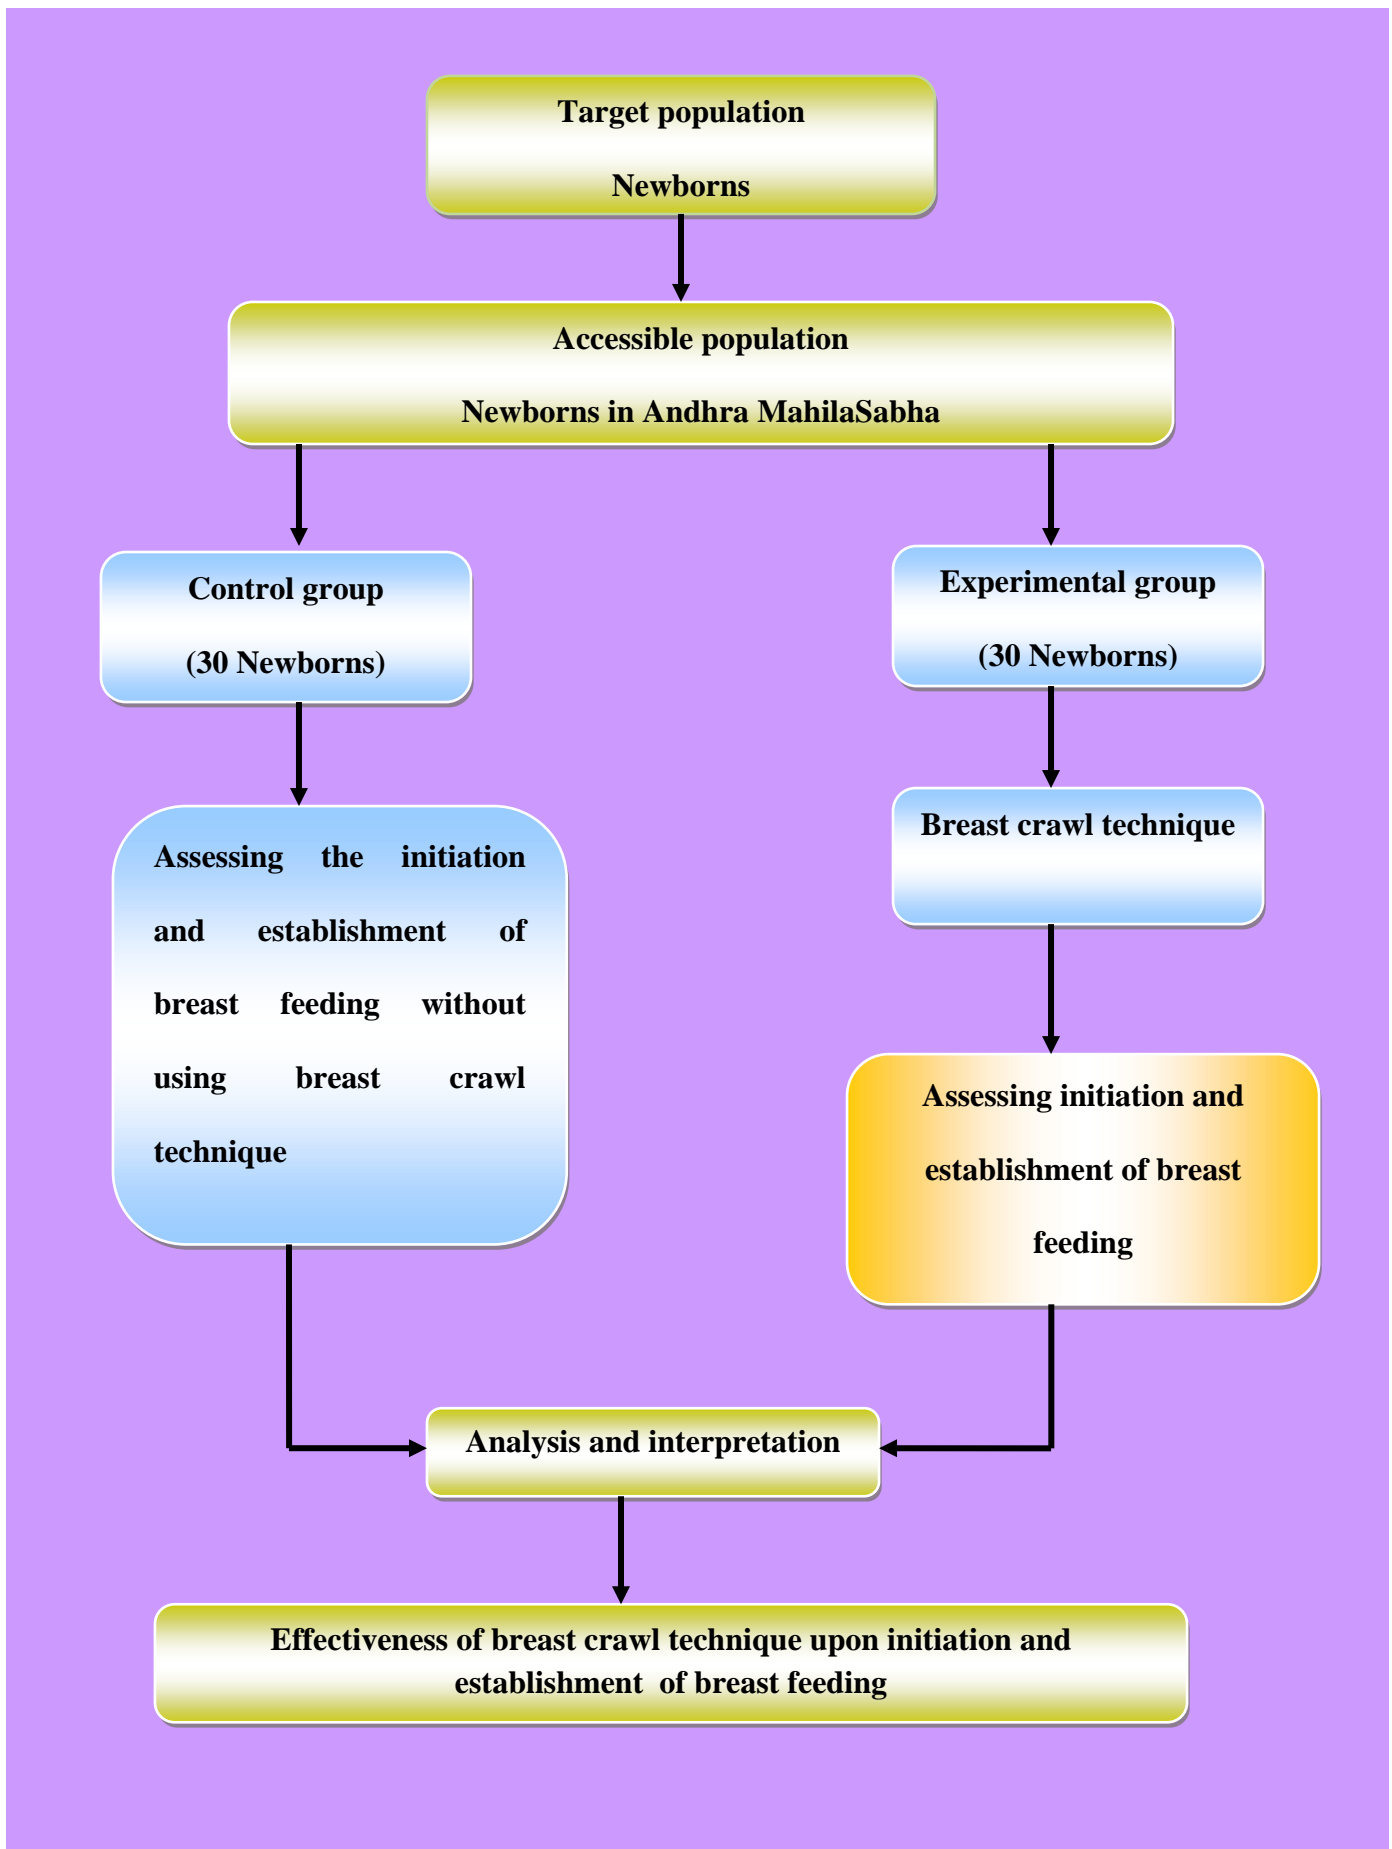 Target population
Newborns
Accessible population
Newborns in Andhra MahilaSabha
Control group
(30 Newborns)
Experimental group
(30 Newborns)
Assessing the initiation
and establishment of
breast feeding without
using breast crawl
technique
Breast crawl technique
Assessing initiation and
establishment of breast
feeding
Analysis and interpretation
Effectiveness of breast crawl technique upon initiation and
establishment of breast feeding